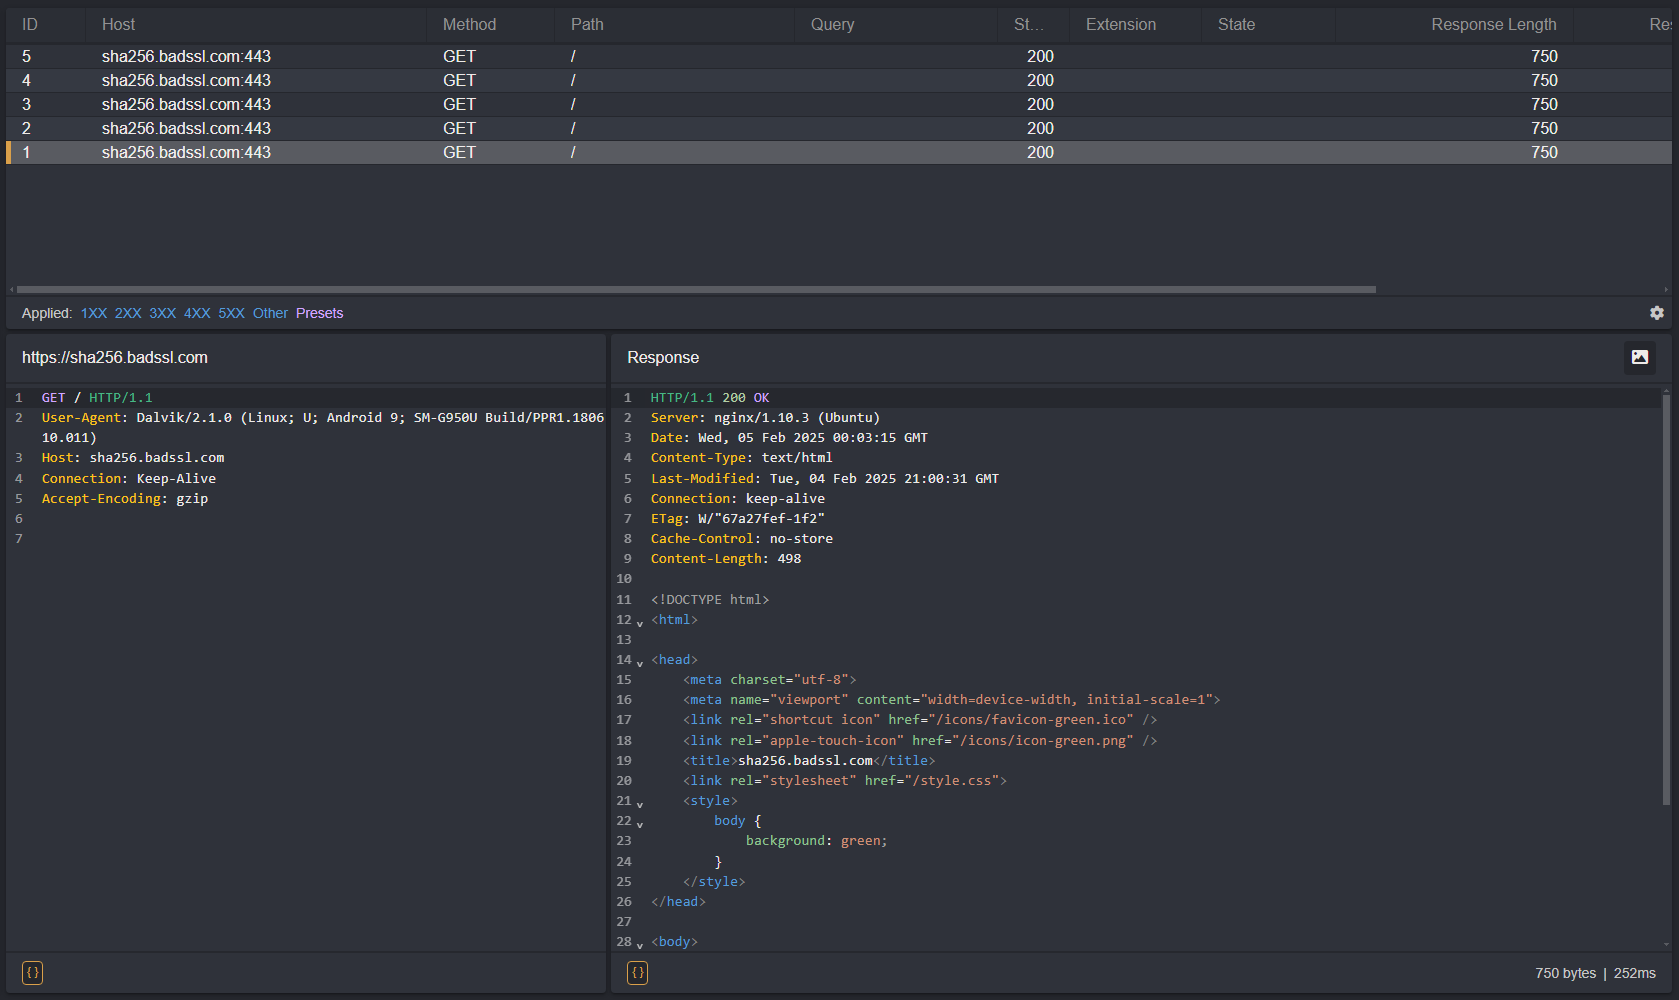 ID Host Method Path Query St... Extension State Response Length Res
5 sha256.badssl.com:443 GET / 200 750
4 sha256.badssl.com:443 GET / 200 750
3 sha256.badssl.com:443 GET / 200 750
2 sha256.badssl.com:443 GET / 200 750
1 sha256.badssl.com:443 GET / 200 750
Applied: 1XX 2XX 3XX 4XX 5XX Other Presets
https://sha256.badssl.com
1 GET / HTTP/1.1
2 User-Agent: Dalvik/2.1.0 (Linux; U; Android 9; SM-G950U Build/PPR1.1806
10.011)
3 Host: sha256.badssl.com
4 Connection: Keep-Alive
5 Accept-Encoding: gzip
6
7
{}
Response
1 HTTP/1.1 200 OK
2 Server: nginx/1.10.3 (Ubuntu)
3 Date: Wed, 05 Feb 2025 00:03:15 GMT
4 Content-Type: text/html
5 Last-Modified: Tue, 04 Feb 2025 21:00:31 GMT
6 Connection: keep-alive
7 ETag: W/"67a27fef-1f2"
8 Cache-Control: no-store
9 Content-Length: 498
10
11 <!DOCTYPE html>
12 <html>
13
14 <head>
15 <meta charset="utf-8">
16 <meta name="viewport" content="width=device-width, initial-scale=1">
17 <link rel="shortcut icon" href="/icons/favicon-green.ico" />
18 <link rel="apple-touch-icon" href="/icons/icon-green.png" />
19 <title>sha256.badssl.com</title>
20 <link rel="stylesheet" href="/style.css">
21 <style>
22 body {
23 background: green;
24 }
25 </style>
26 </head>
27
28 <body>
{}
750 bytes | 252ms